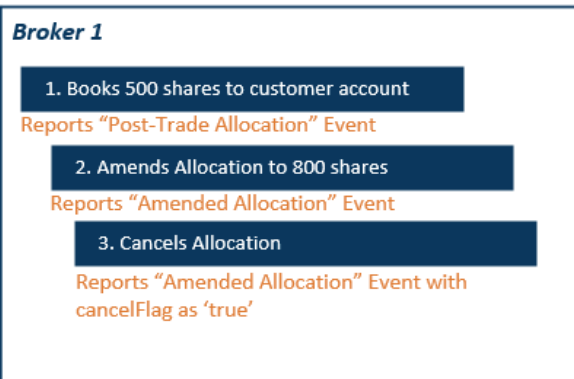 Broker 1
1. Books 500 shares to customer account
Reports “Post-Trade Allocation” Event
2. Amends Allocation to 800 shares
Reports “Amended Allocation” Event
3. Cancels Allocation
Reports “Amended Allocation” Event with
cancelFlag as ‘true’